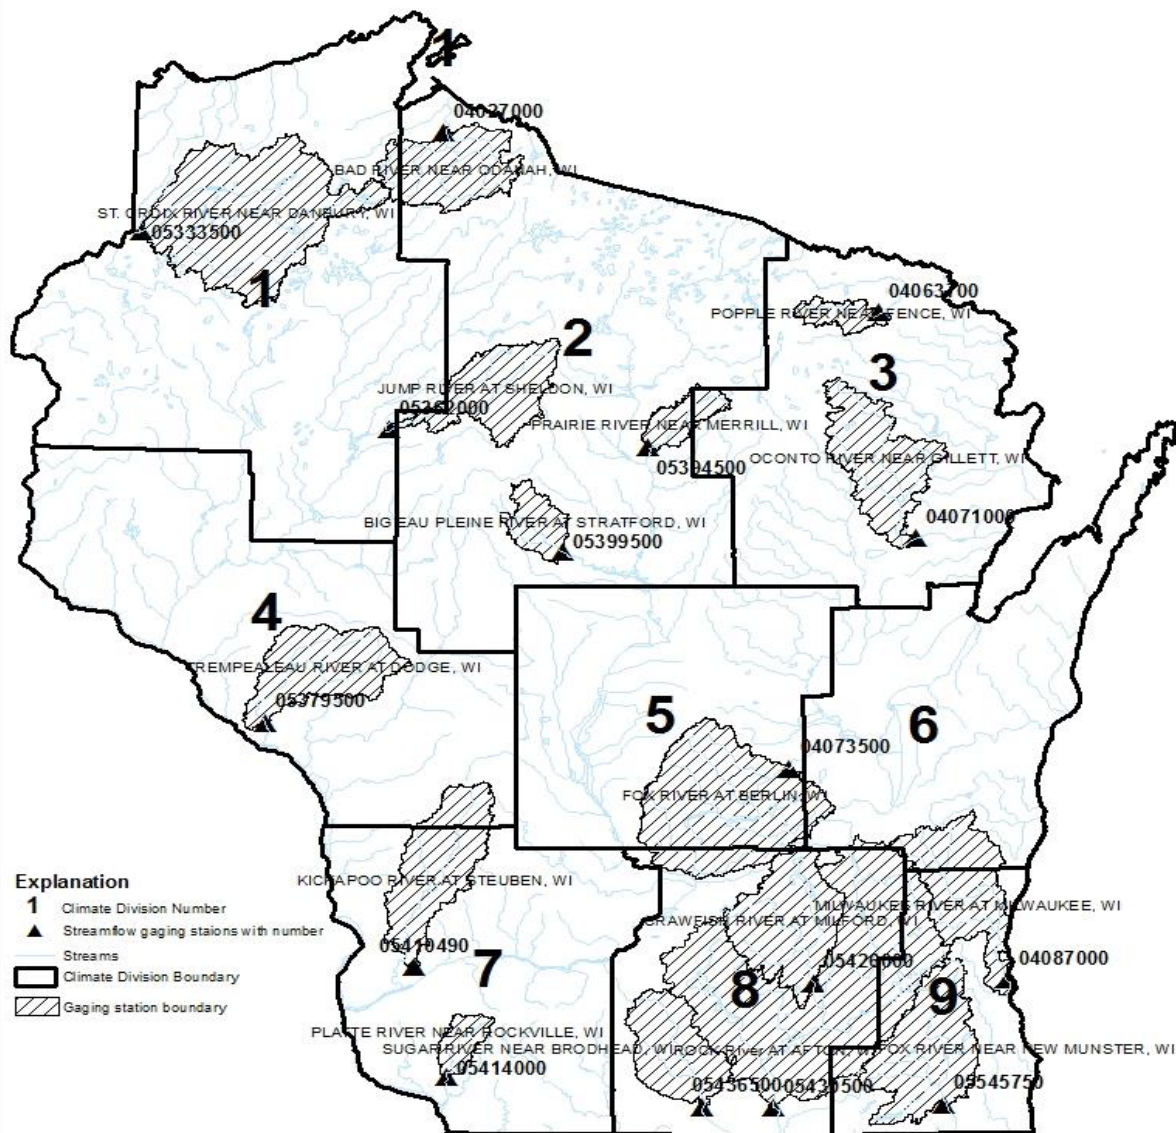 1
04027000
BAD RIVER NEAR ODANAH, WI
ST. CROIX RIVER NEAR DANBURY, WI
05333500
1
04063700
POPPLE RIVER NEAR FENCE, WI
2
3
JUMP RIVER AT SHELDON, WI
05362000
PRAIRIE RIVER NEAR MERRILL, WI
05394500
OCONTO RIVER NEAR GILLETT, WI
BIG EAU PLEINE RIVER AT STRATFORD, WI
04071000
05399500
4
TREMPEALEAU RIVER AT DODGE, WI
05379500
5
6
04073500
FOX RIVER AT BERLIN, WI
KICKAPOO RIVER AT STEUBEN, WI
MILWAUKEE RIVER AT MILWAUKEE, WI
CRAWFISH RIVER AT MILFORD, WI
05410490
7
04087000
8
9
PLATTE RIVER NEAR ROCKVILLE, WI
SUGAR RIVER NEAR BRODHEAD, WI
ROCK River AT AFTON, WI
FOX RIVER NEAR NEW MUNSTER, WI
05414000
05436500
05430500
05545750
Explanation
1 Climate Division Number
Streamflow gaging staions with number
Streams
Climate Division Boundary
Gaging station boundary